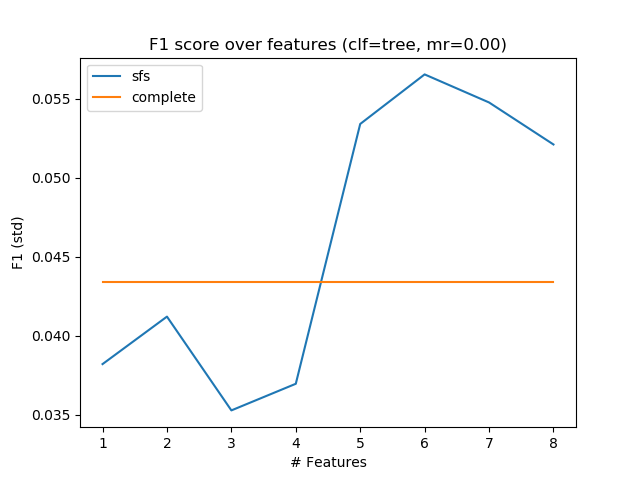 F1 score over features (clf=tree, mr=0.00)
sfs
complete
0.055
0.050
0.045
0.040
0.035
F1 (std)
1 2 3 4 5 6 7 8
# Features